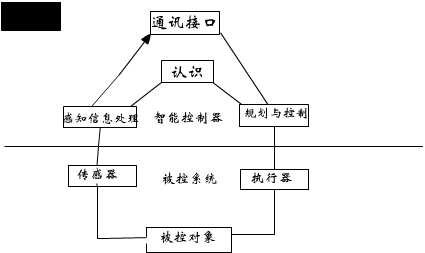 通讯接口
认识
感知信息处理
智能控制器
规划与控制
传感器
被控系统
执行器
被控对象